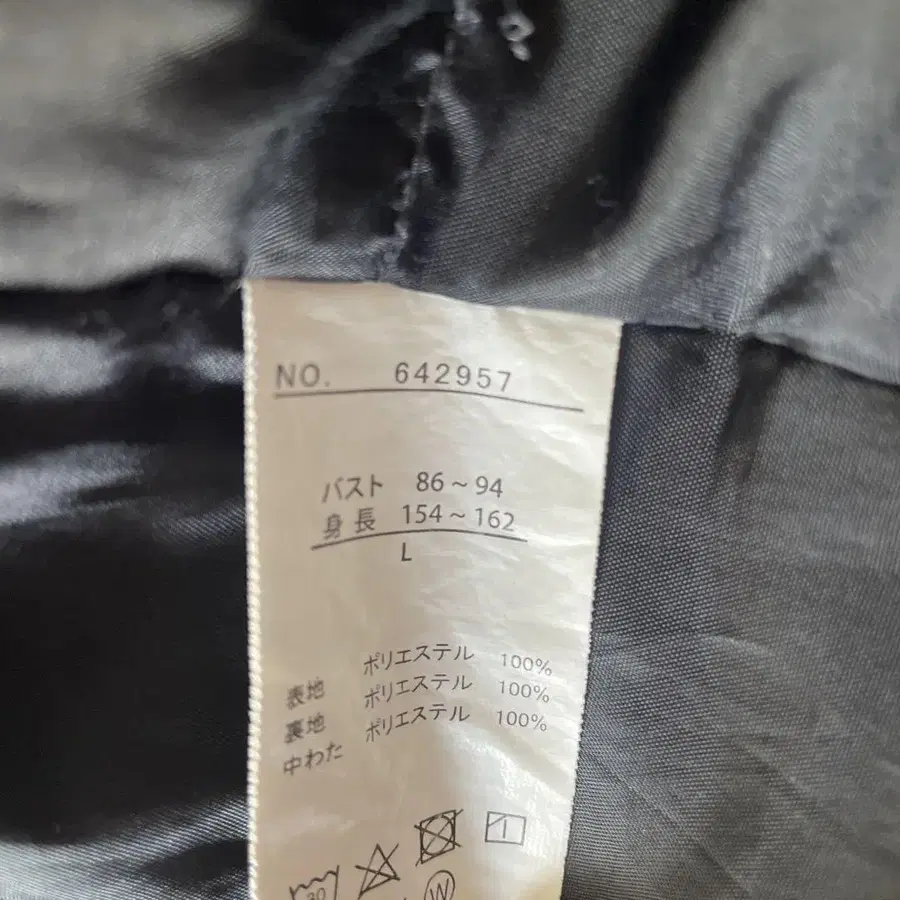 NO. 642957
バスト 86~94
身長 154~162
L
表地 ポリエステル 100%
裏地 ポリエステル 100%
中わた ポリエステル 100%
30
W